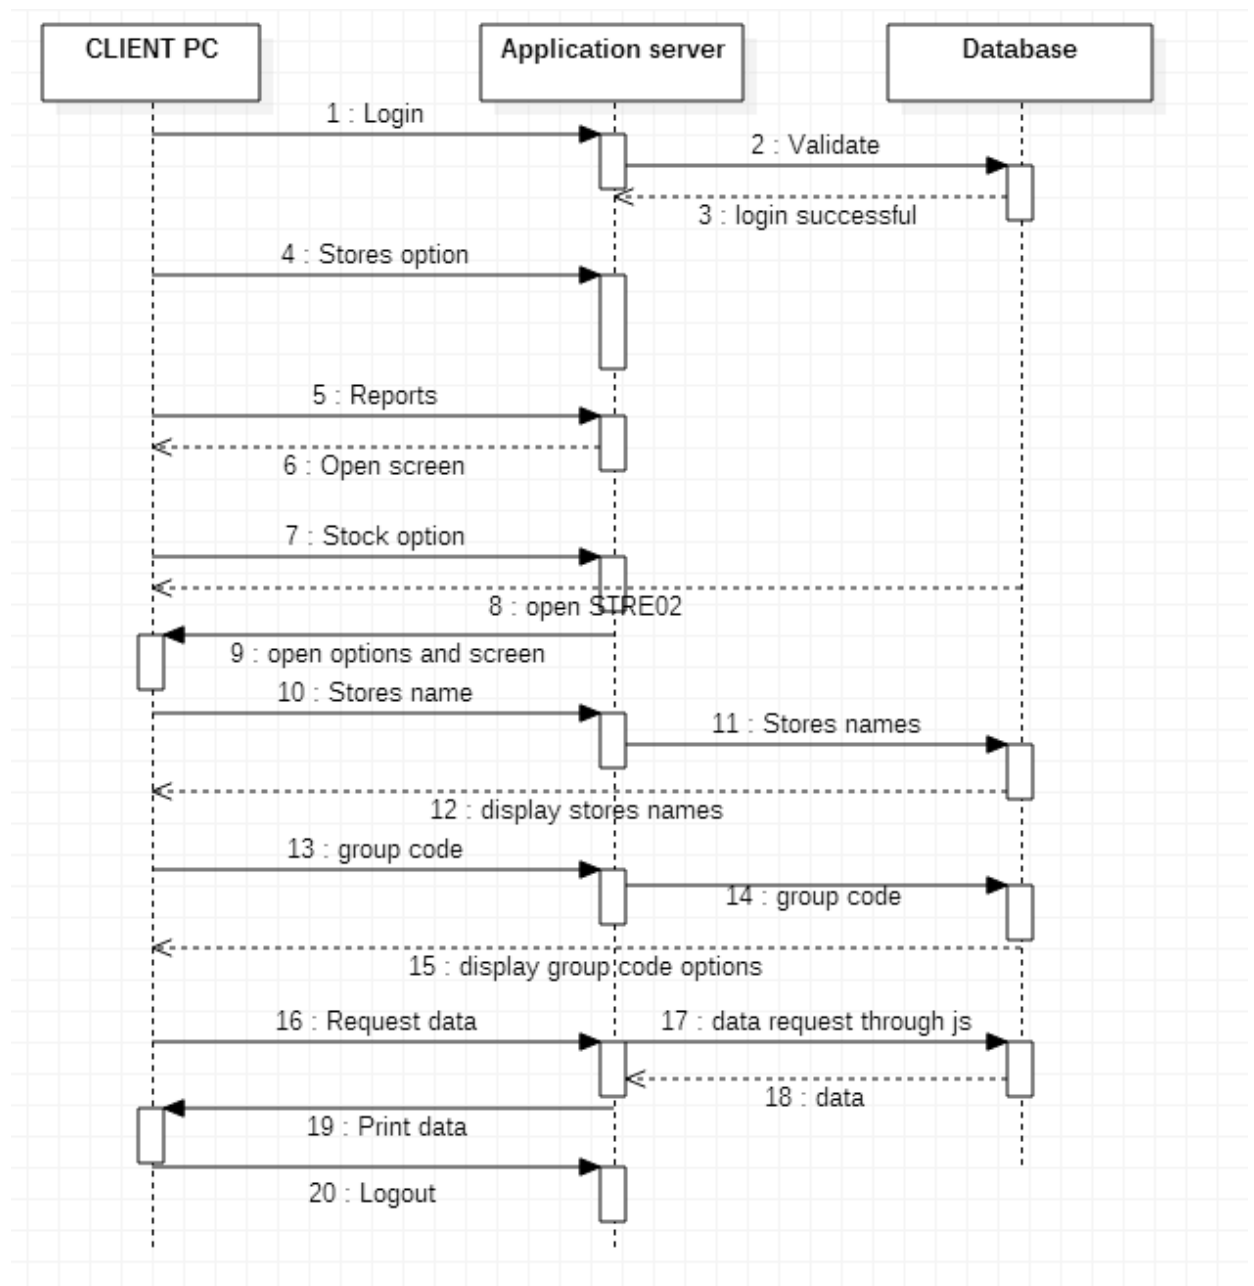 CLIENT PC
Application server
Database
1 : Login
2 : Validate
3 : login successful
4 : Stores option
5 : Reports
6 : Open screen
7 : Stock option
8 : open STRE02
9 : open options and screen
10 : Stores name
11 : Stores names
12 : display stores names
13 : group code
14 : group code
15 : display group code options
16 : Request data
17 : data request through js
18 : data
19 : Print data
20 : Logout